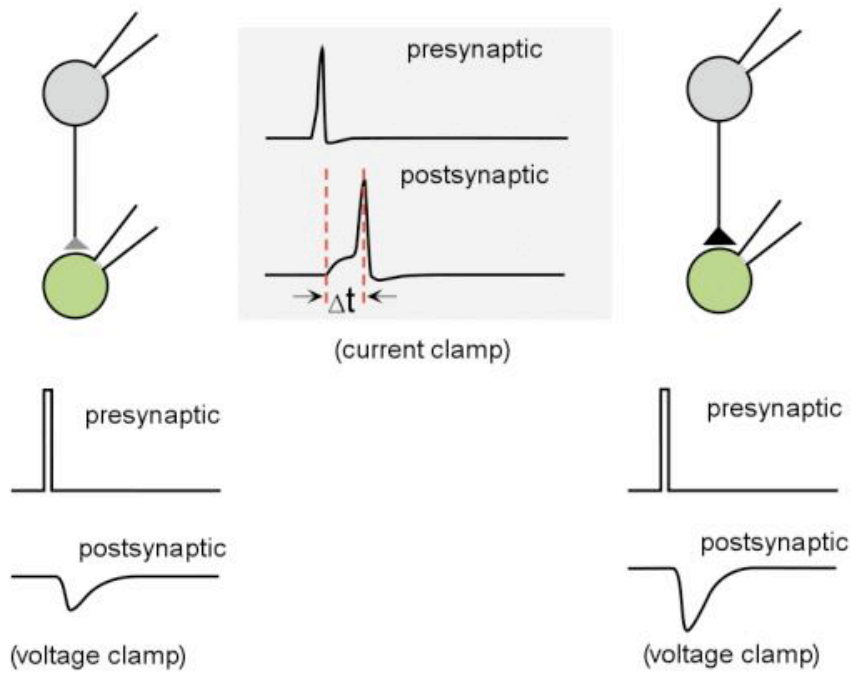 presynaptic
postsynaptic
Δt
(current clamp)
presynaptic
postsynaptic
(voltage clamp)
presynaptic
postsynaptic
(voltage clamp)